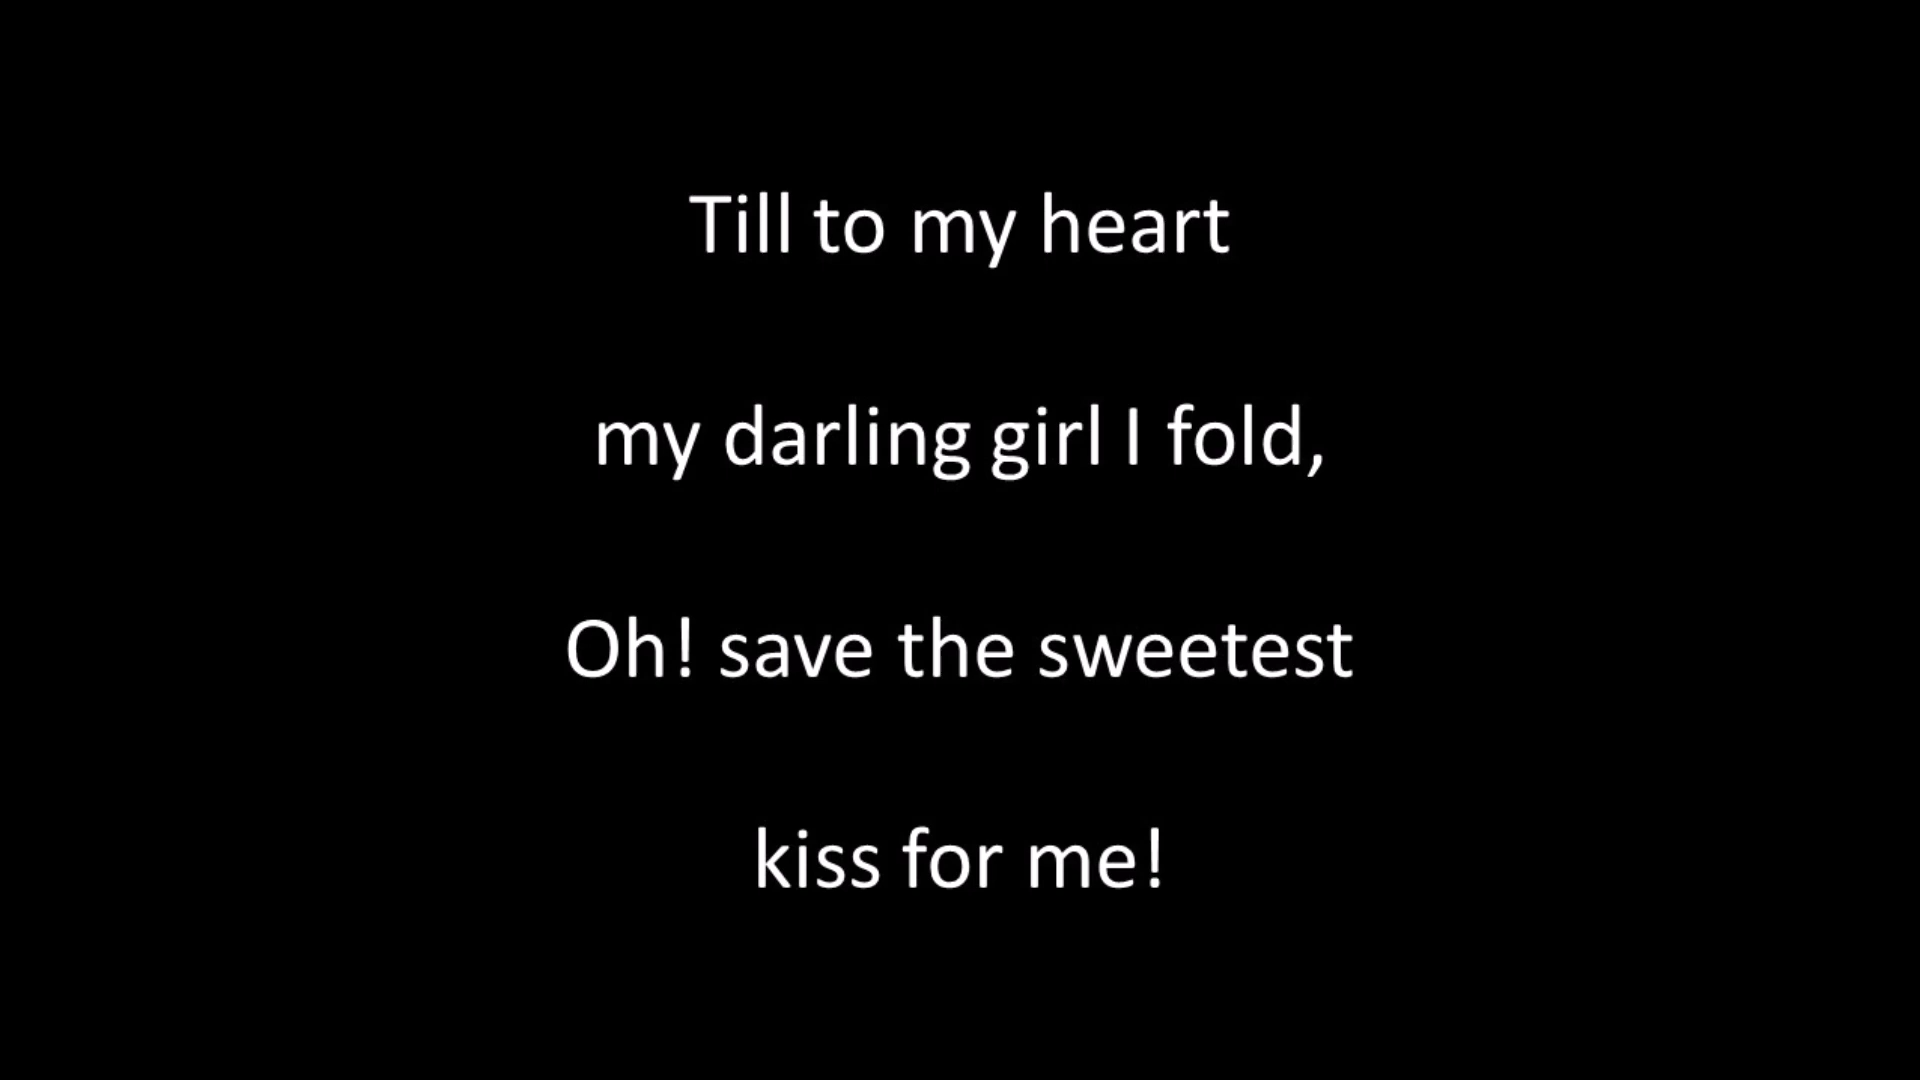 Till to my heart
my darling girl I fold,
Oh! save the sweetest
kiss for me!